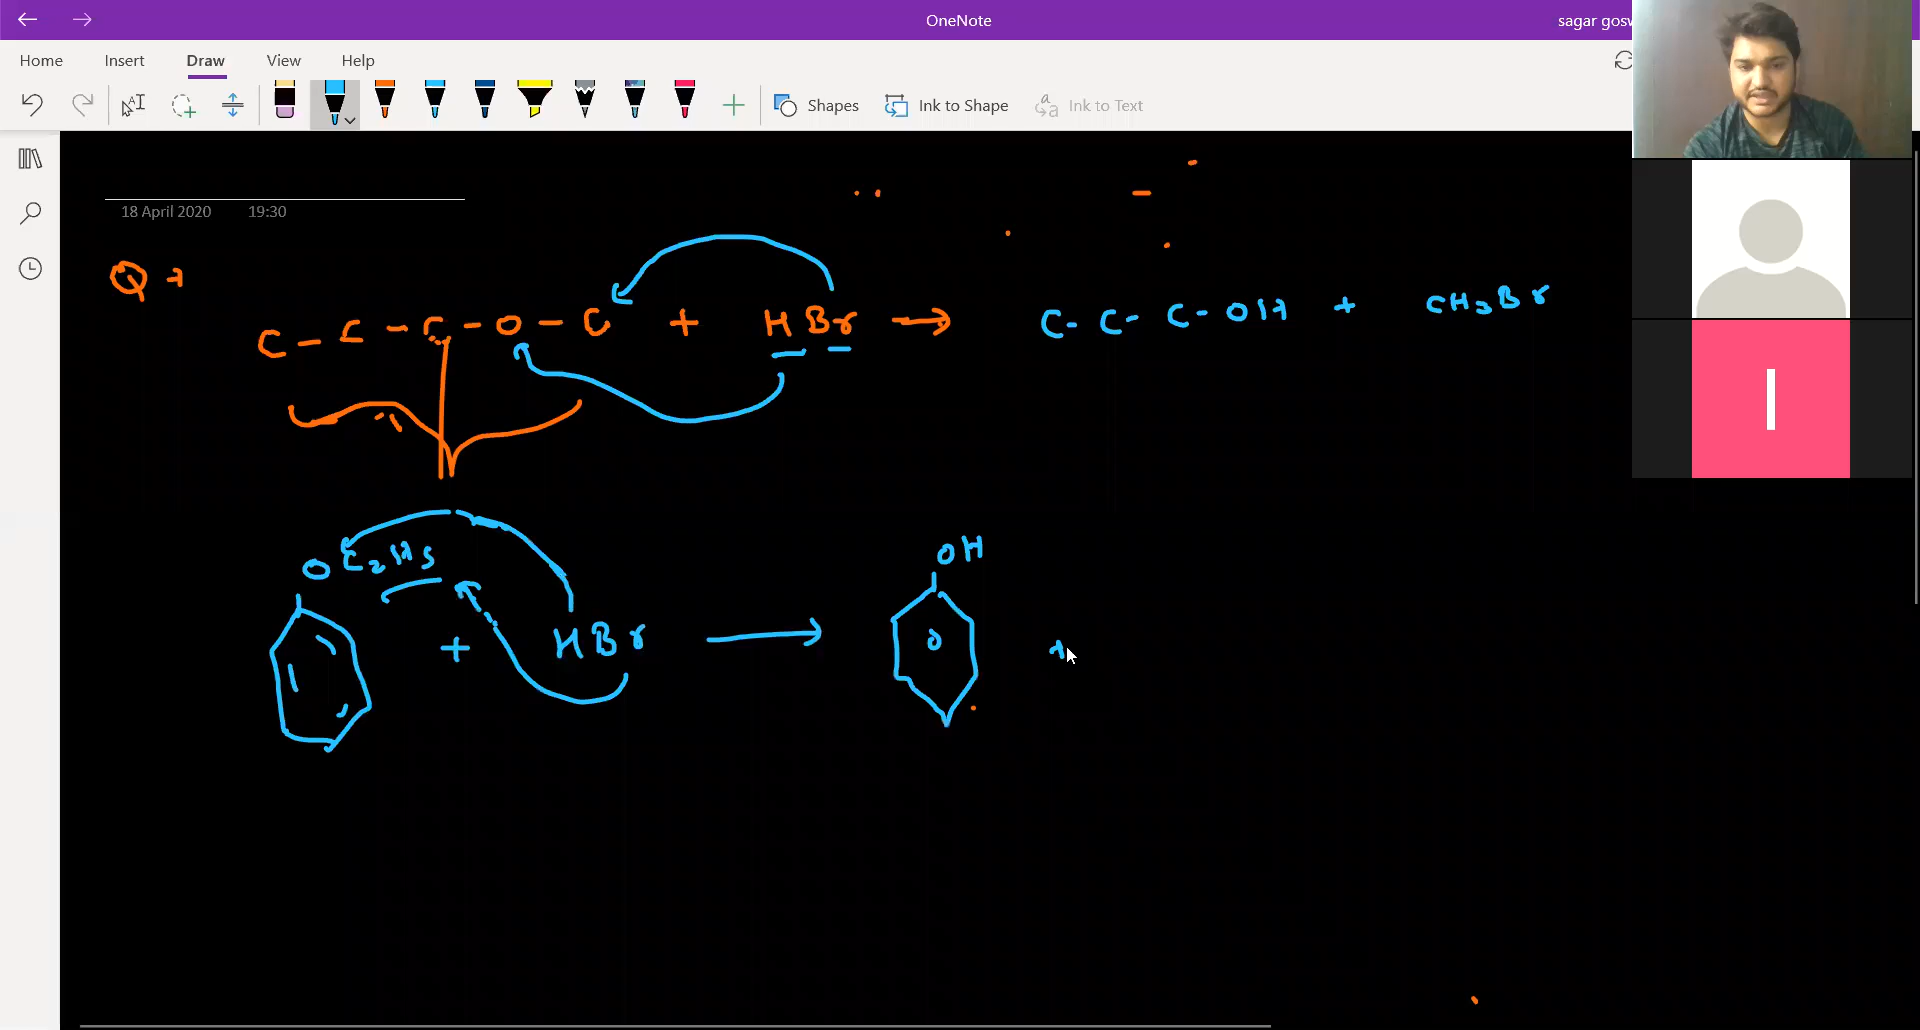 OneNote
sagar gosw
Home Insert Draw View Help
Shapes Ink to Shape Ink to Text
18 April 2020 19:30
Q →
C - C - C - O - C + HBr → C - C - C - OH + CH3Br
OC2H5
+ HBr →
OH
+
I